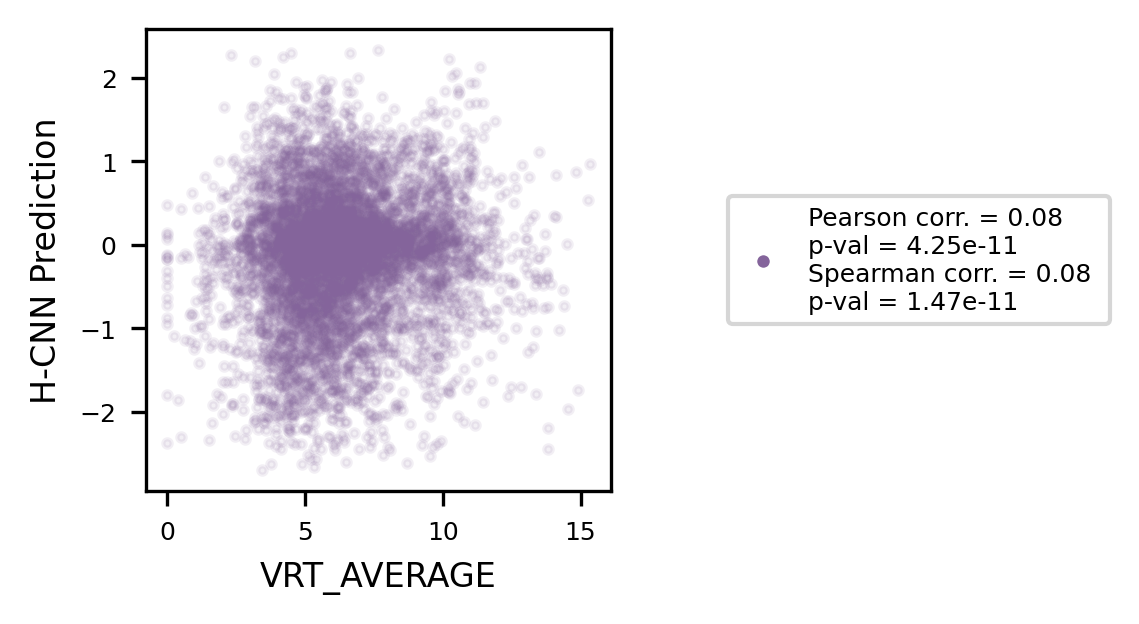 H-CNN Prediction
2
1
0
−1
−2
0 5 10 15
VRT_AVERAGE
Pearson corr. = 0.08
p-val = 4.25e-11
Spearman corr. = 0.08
p-val = 1.47e-11